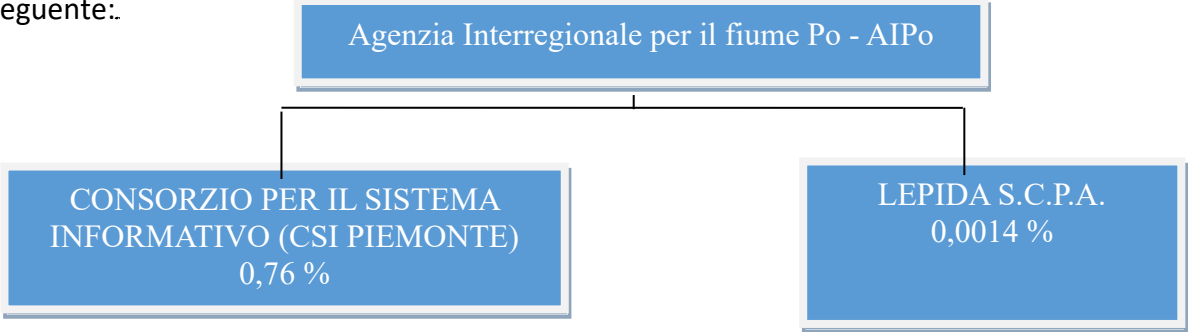 eguente:.
Agenzia Interregionale per il fiume Po - AIPo
CONSORZIO PER IL SISTEMA
INFORMATIVO (CSI PIEMONTE)
0,76 %
LEPIDA S.C.P.A.
0,0014 %